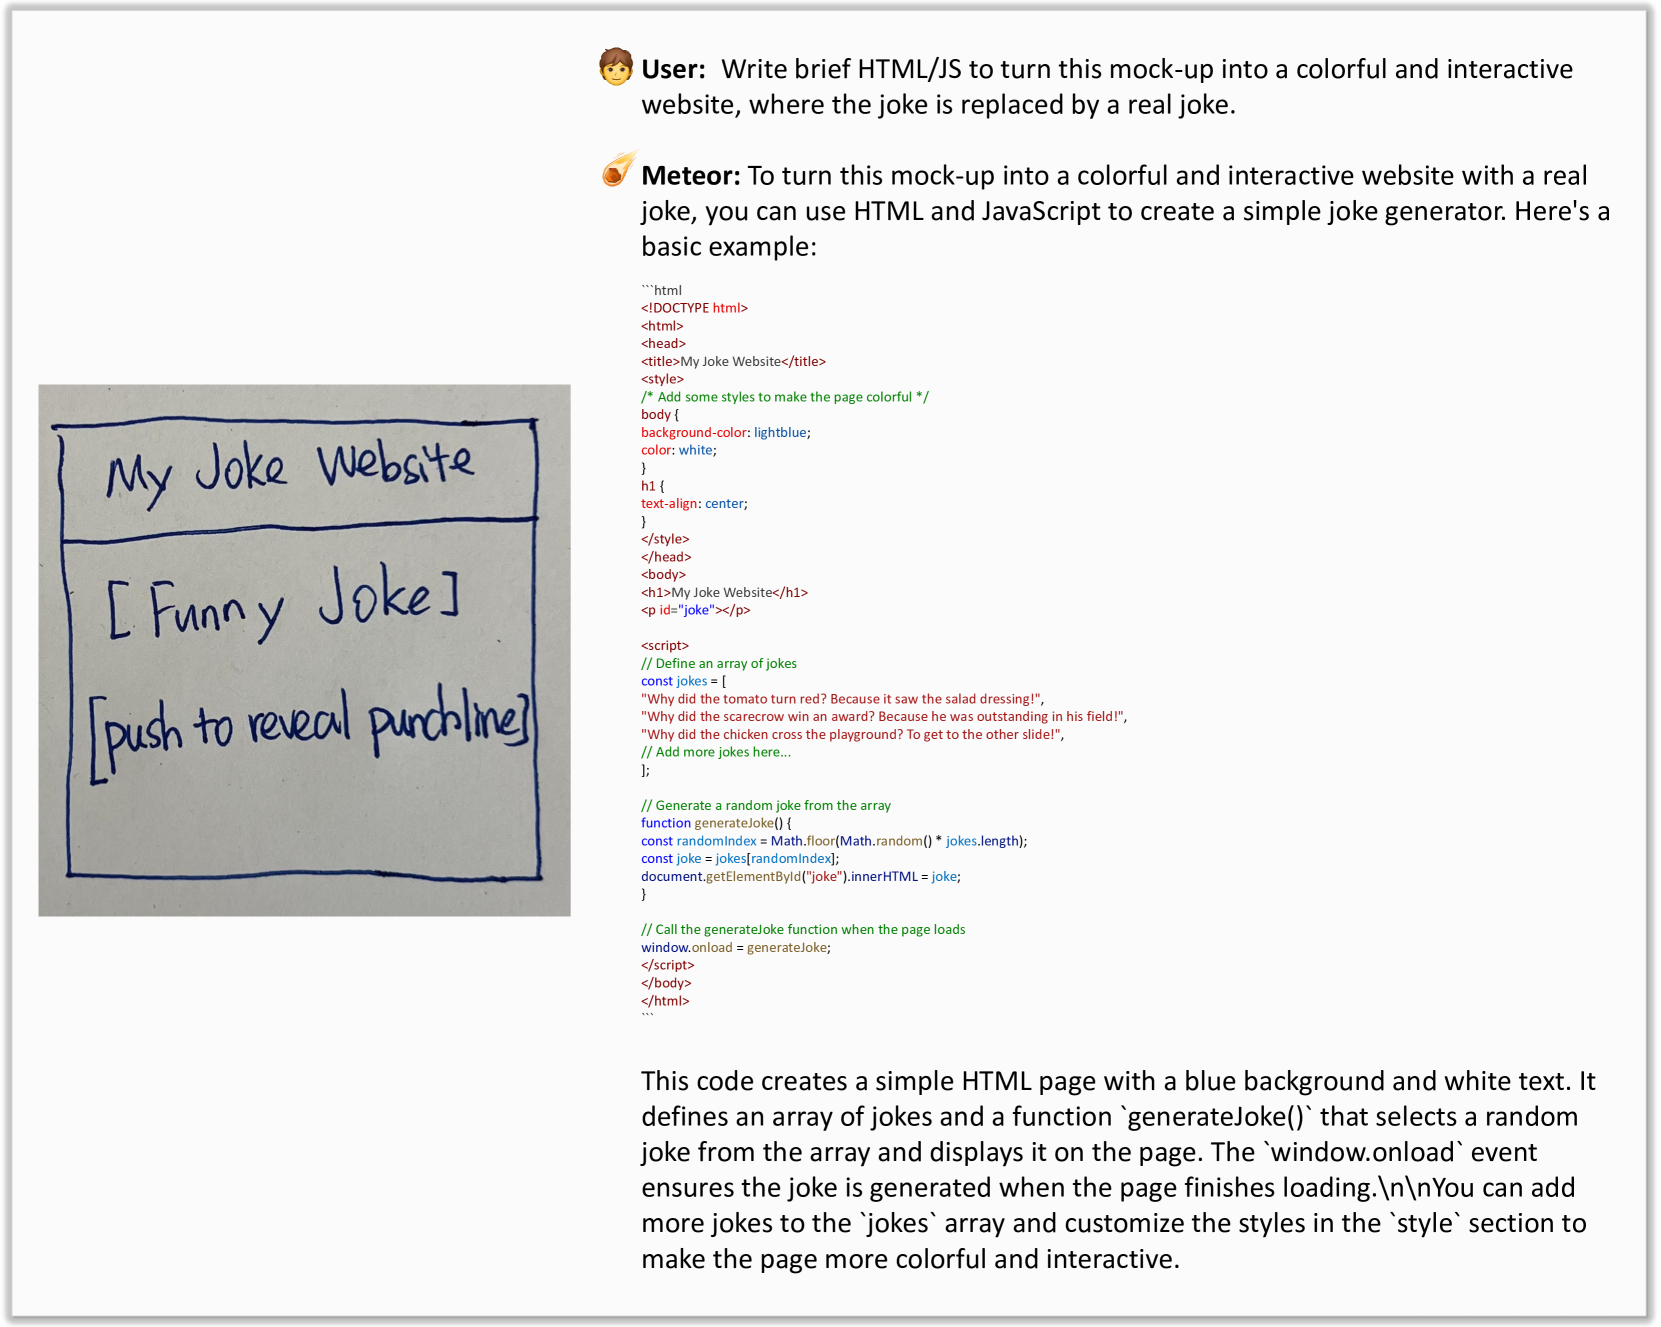 User: Write brief HTML/JS to turn this mock-up into a colorful and interactive
website, where the joke is replaced by a real joke.
Meteor: To turn this mock-up into a colorful and interactive website with a real
joke, you can use HTML and JavaScript to create a simple joke generator. Here's a
basic example:
```html
<!DOCTYPE html>
<html>
<head>
<title>My Joke Website</title>
<style>
/* Add some styles to make the page colorful */
body {
background-color: lightblue;
color: white;
}
h1 {
text-align: center;
}
</style>
</head>
<body>
<h1>My Joke Website</h1>
<p id="joke"></p>
<script>
// Define an array of jokes
const jokes = [
"Why did the tomato turn red? Because it saw the salad dressing!",
"Why did the scarecrow win an award? Because he was outstanding in his field!",
"Why did the chicken cross the playground? To get to the other slide!",
// Add more jokes here...
];
// Generate a random joke from the array
function generateJoke() {
const randomIndex = Math.floor(Math.random() * jokes.length);
const joke = jokes[randomIndex];
document.getElementById("joke").innerHTML = joke;
}
// Call the generateJoke function when the page loads
window.onload = generateJoke;
</script>
</body>
</html>
```
This code creates a simple HTML page with a blue background and white text. It
defines an array of jokes and a function `generateJoke()` that selects a random
joke from the array and displays it on the page. The `window.onload` event
ensures the joke is generated when the page finishes loading.\n\nYou can add
more jokes to the `jokes` array and customize the styles in the `style` section to
make the page more colorful and interactive.
My Joke Website
[Funny Joke]
[push to reveal punchline]